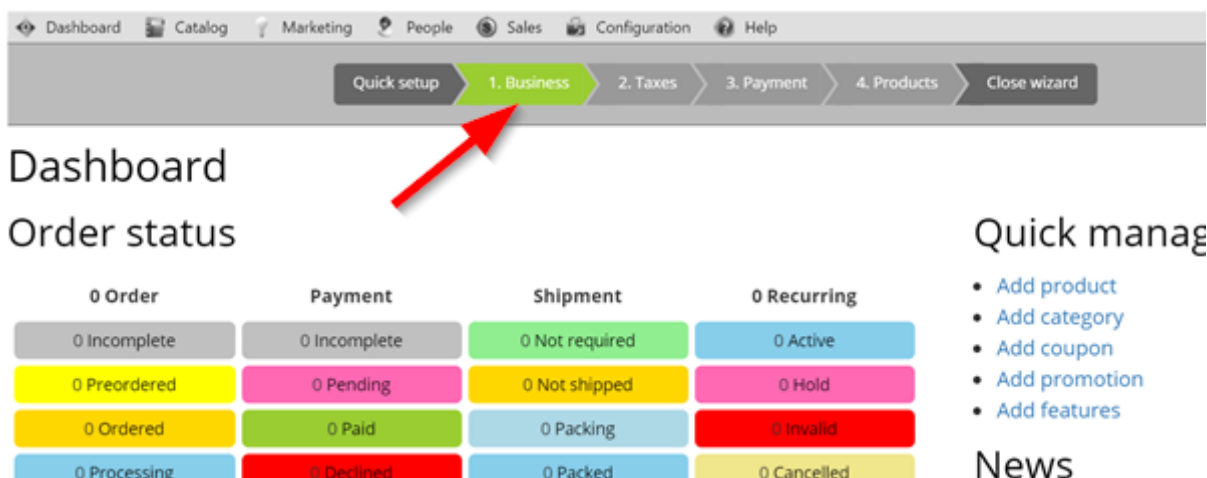 Dashboard Catalog Marketing People Sales Configuration Help
Quick setup 1. Business 2. Taxes 3. Payment 4. Products Close wizard
Dashboard
Order status
0 Order Payment Shipment 0 Recurring
0 Incomplete 0 Incomplete 0 Not required 0 Active
0 Preordered 0 Pending 0 Not shipped 0 Hold
0 Ordered 0 Paid 0 Packing 0 Invalid
0 Processing 0 Declined 0 Packed 0 Cancelled
Quick manag
Add product
Add category
Add coupon
Add promotion
Add features
News